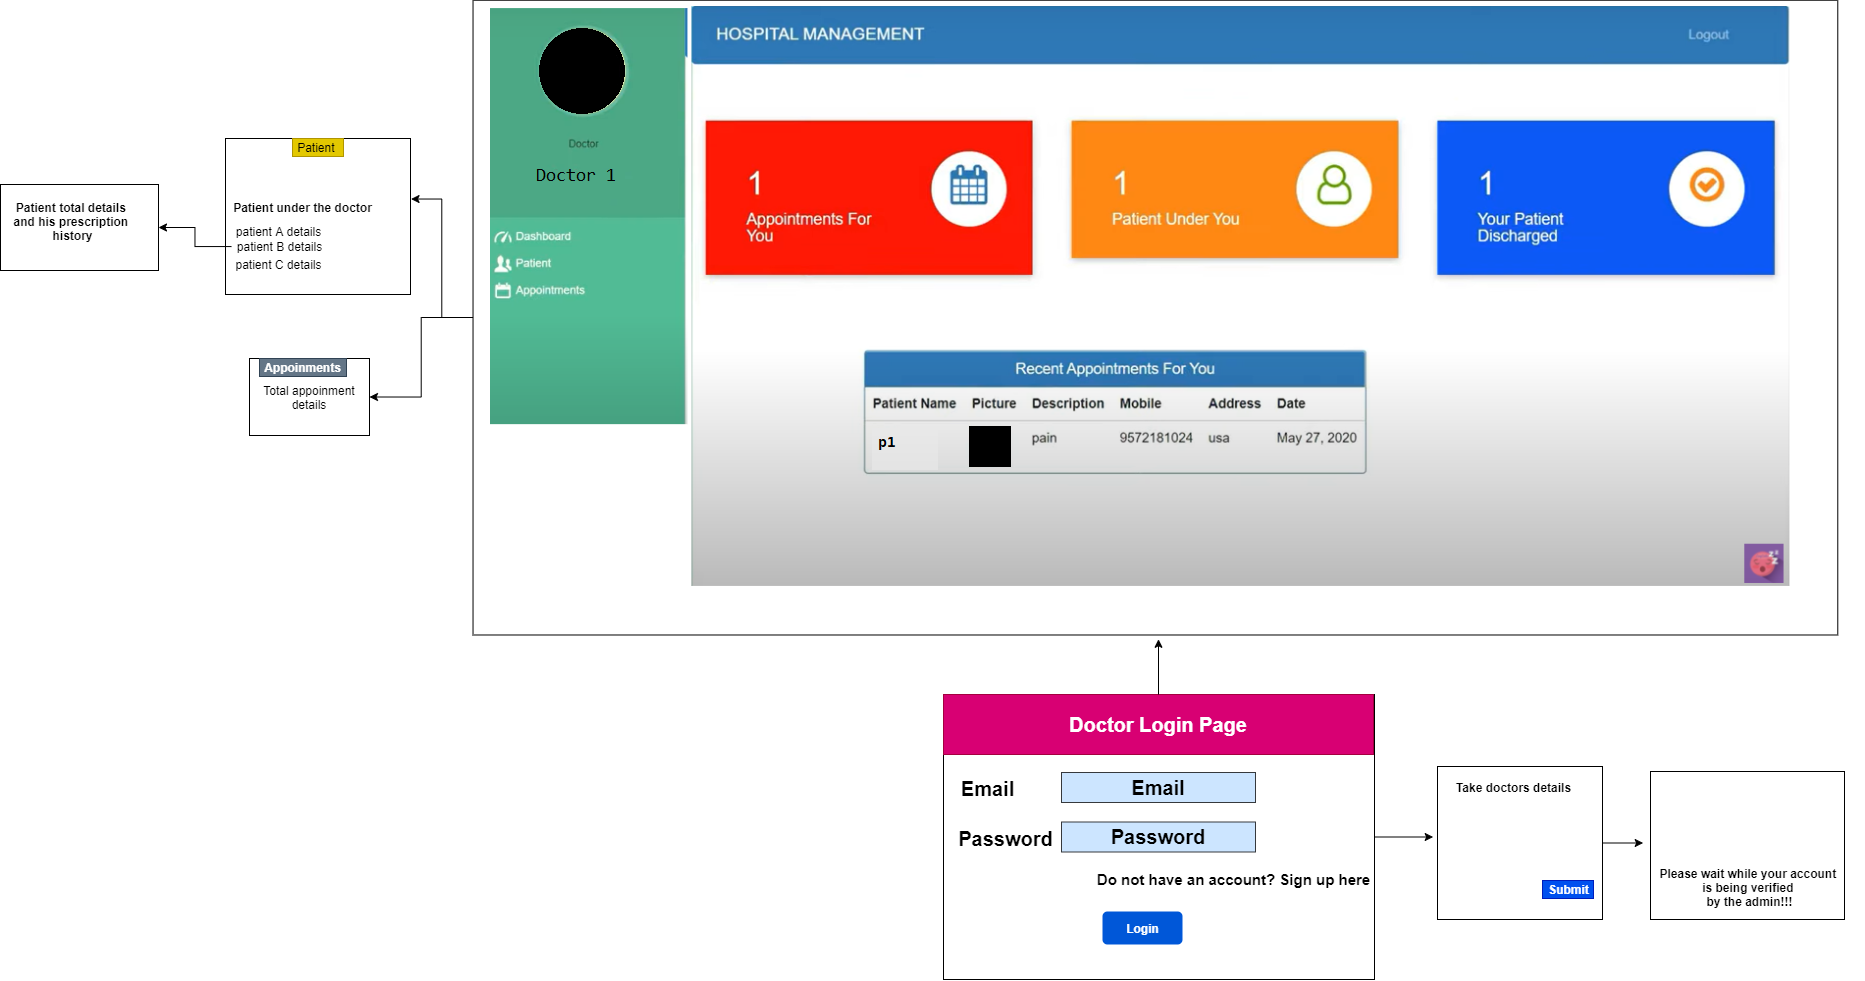 HOSPITAL MANAGEMENT
Logout
Doctor
Doctor 1
Dashboard
Patient
Appointments
1
Appointments For
You
1
Patient Under You
1
Your Patient
Discharged
Recent Appointments For You
Patient Name Picture Description Mobile Address Date
p1 pain 9572181024 usa May 27, 2020
Patient
Patient under the doctor
patient A details
patient B details
patient C details
Patient total details
and his prescription
history
Appoinments
Total appoinment
details
Doctor Login Page
Email Email
Password Password
Do not have an account? Sign up here
Login
Take doctors details
Submit
Please wait while your account
is being verified
by the admin!!!